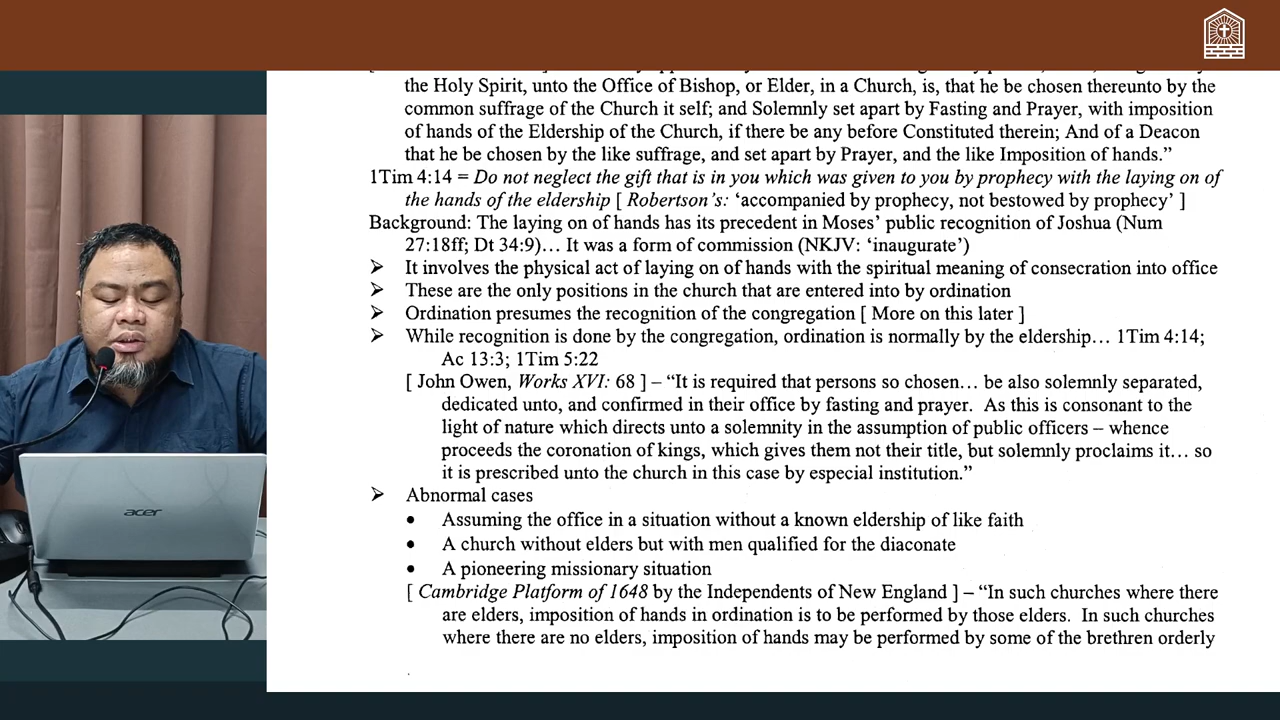 the Holy Spirit, unto the Office of Bishop, or Elder, in a Church, is, that he be chosen thereunto by the
common suffrage of the Church it self; and Solemnly set apart by Fasting and Prayer, with imposition
of hands of the Eldership of the Church, if there be any before Constituted therein; And of a Deacon
that he be chosen by the like suffrage, and set apart by Prayer, and the like Imposition of hands.”
1Tim 4:14 = Do not neglect the gift that is in you which was given to you by prophecy with the laying on of
the hands of the eldership [ Robertson's: ‘accompanied by prophecy, not bestowed by prophecy’ ]
Background: The laying on of hands has its precedent in Moses’ public recognition of Joshua (Num
27:18ff; Dt 34:9)… It was a form of commission (NKJV: ‘inaugurate’)
➢ It involves the physical act of laying on of hands with the spiritual meaning of consecration into office
➢ These are the only positions in the church that are entered into by ordination
➢ Ordination presumes the recognition of the congregation [ More on this later ]
➢ While recognition is done by the congregation, ordination is normally by the eldership… 1Tim 4:14;
Ac 13:3; 1Tim 5:22
[ John Owen, Works XVI: 68 ] – “It is required that persons so chosen… be also solemnly separated,
dedicated unto, and confirmed in their office by fasting and prayer. As this is consonant to the
light of nature which directs unto a solemnity in the assumption of public officers – whence
proceeds the coronation of kings, which gives them not their title, but solemnly proclaims it… so
it is prescribed unto the church in this case by especial institution.”
➢ Abnormal cases
• Assuming the office in a situation without a known eldership of like faith
• A church without elders but with men qualified for the diaconate
• A pioneering missionary situation
[ Cambridge Platform of 1648 by the Independents of New England ] – “In such churches where there
are elders, imposition of hands in ordination is to be performed by those elders. In such churches
where there are no elders, imposition of hands may be performed by some of the brethren orderly
acer